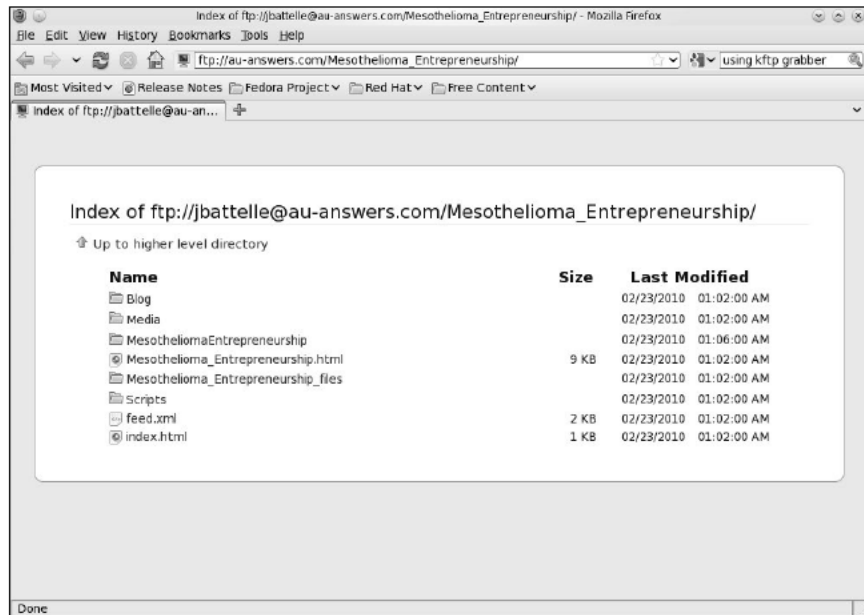 Index of ftp://jbattelle@au-answers.com/Mesothelioma_Entrepreneurship/ - Mozilla Firefox
File Edit View History Bookmarks Tools Help
ftp://au-answers.com/Mesothelioma_Entrepreneurship/ using kftp grabber
Most Visited Release Notes Fedora Project Red Hat Free Content
Index of ftp://jbattelle@au-an...
Index of ftp://jbattelle@au-answers.com/Mesothelioma_Entrepreneurship/
Up to higher level directory
Name Size Last Modified
Blog 02/23/2010 01:02:00 AM
Media 02/23/2010 01:02:00 AM
MesotheliomaEntrepreneurship 02/23/2010 01:06:00 AM
Mesothelioma_Entrepreneurship.html 9 KB 02/23/2010 01:02:00 AM
Mesothelioma_Entrepreneurship_files 02/23/2010 01:02:00 AM
Scripts 02/23/2010 01:02:00 AM
feed.xml 2 KB 02/23/2010 01:02:00 AM
index.html 1 KB 02/23/2010 01:02:00 AM
Done